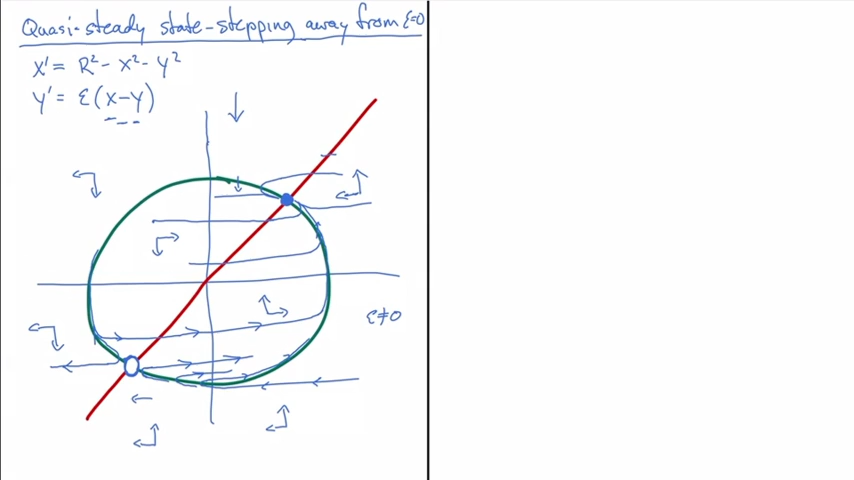 Quasi-steady state-stepping away from ε=0
X' = R² - X² - Y²
Y' = ε(X-Y)
ε≠0